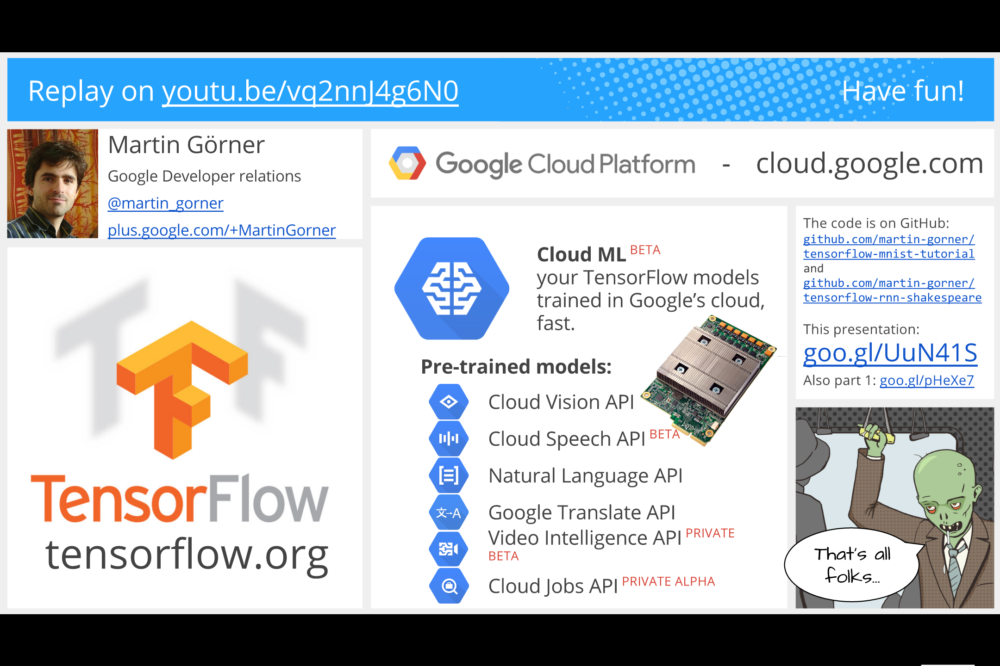 Replay on youtu.be/vq2nnJ4g6N0
Have fun!
Martin Görner
Google Developer relations
@martin_gorner
plus.google.com/+MartinGorner
TensorFlow
tensorflow.org
Google Cloud Platform - cloud.google.com
Cloud ML BETA
your TensorFlow models
trained in Google’s cloud,
fast.
Pre-trained models:
Cloud Vision API
Cloud Speech API BETA
Natural Language API
文→A
Google Translate API
Video Intelligence API PRIVATE
BETA
Cloud Jobs API PRIVATE ALPHA
The code is on GitHub:
github.com/martin-gorner/
tensorflow-mnist-tutorial
and
github.com/martin-gorner/
tensorflow-rnn-shakespeare
This presentation:
goo.gl/UuN41S
Also part 1: goo.gl/pHeXe7
That's all
folks...